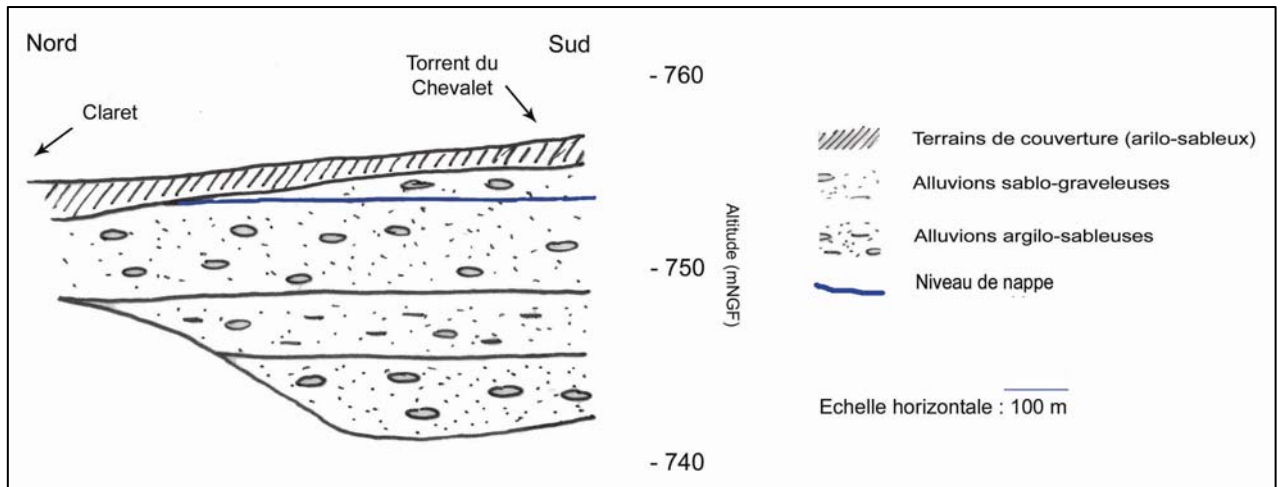 Nord
Sud
Torrent du
Chevalet
Claret
- 760
- 750
- 740
Altitude (mNGF)
Terrains de couverture (arilo-sableux)
Alluvions sablo-graveleuses
Alluvions argilo-sableuses
Niveau de nappe
Echelle horizontale : 100 m